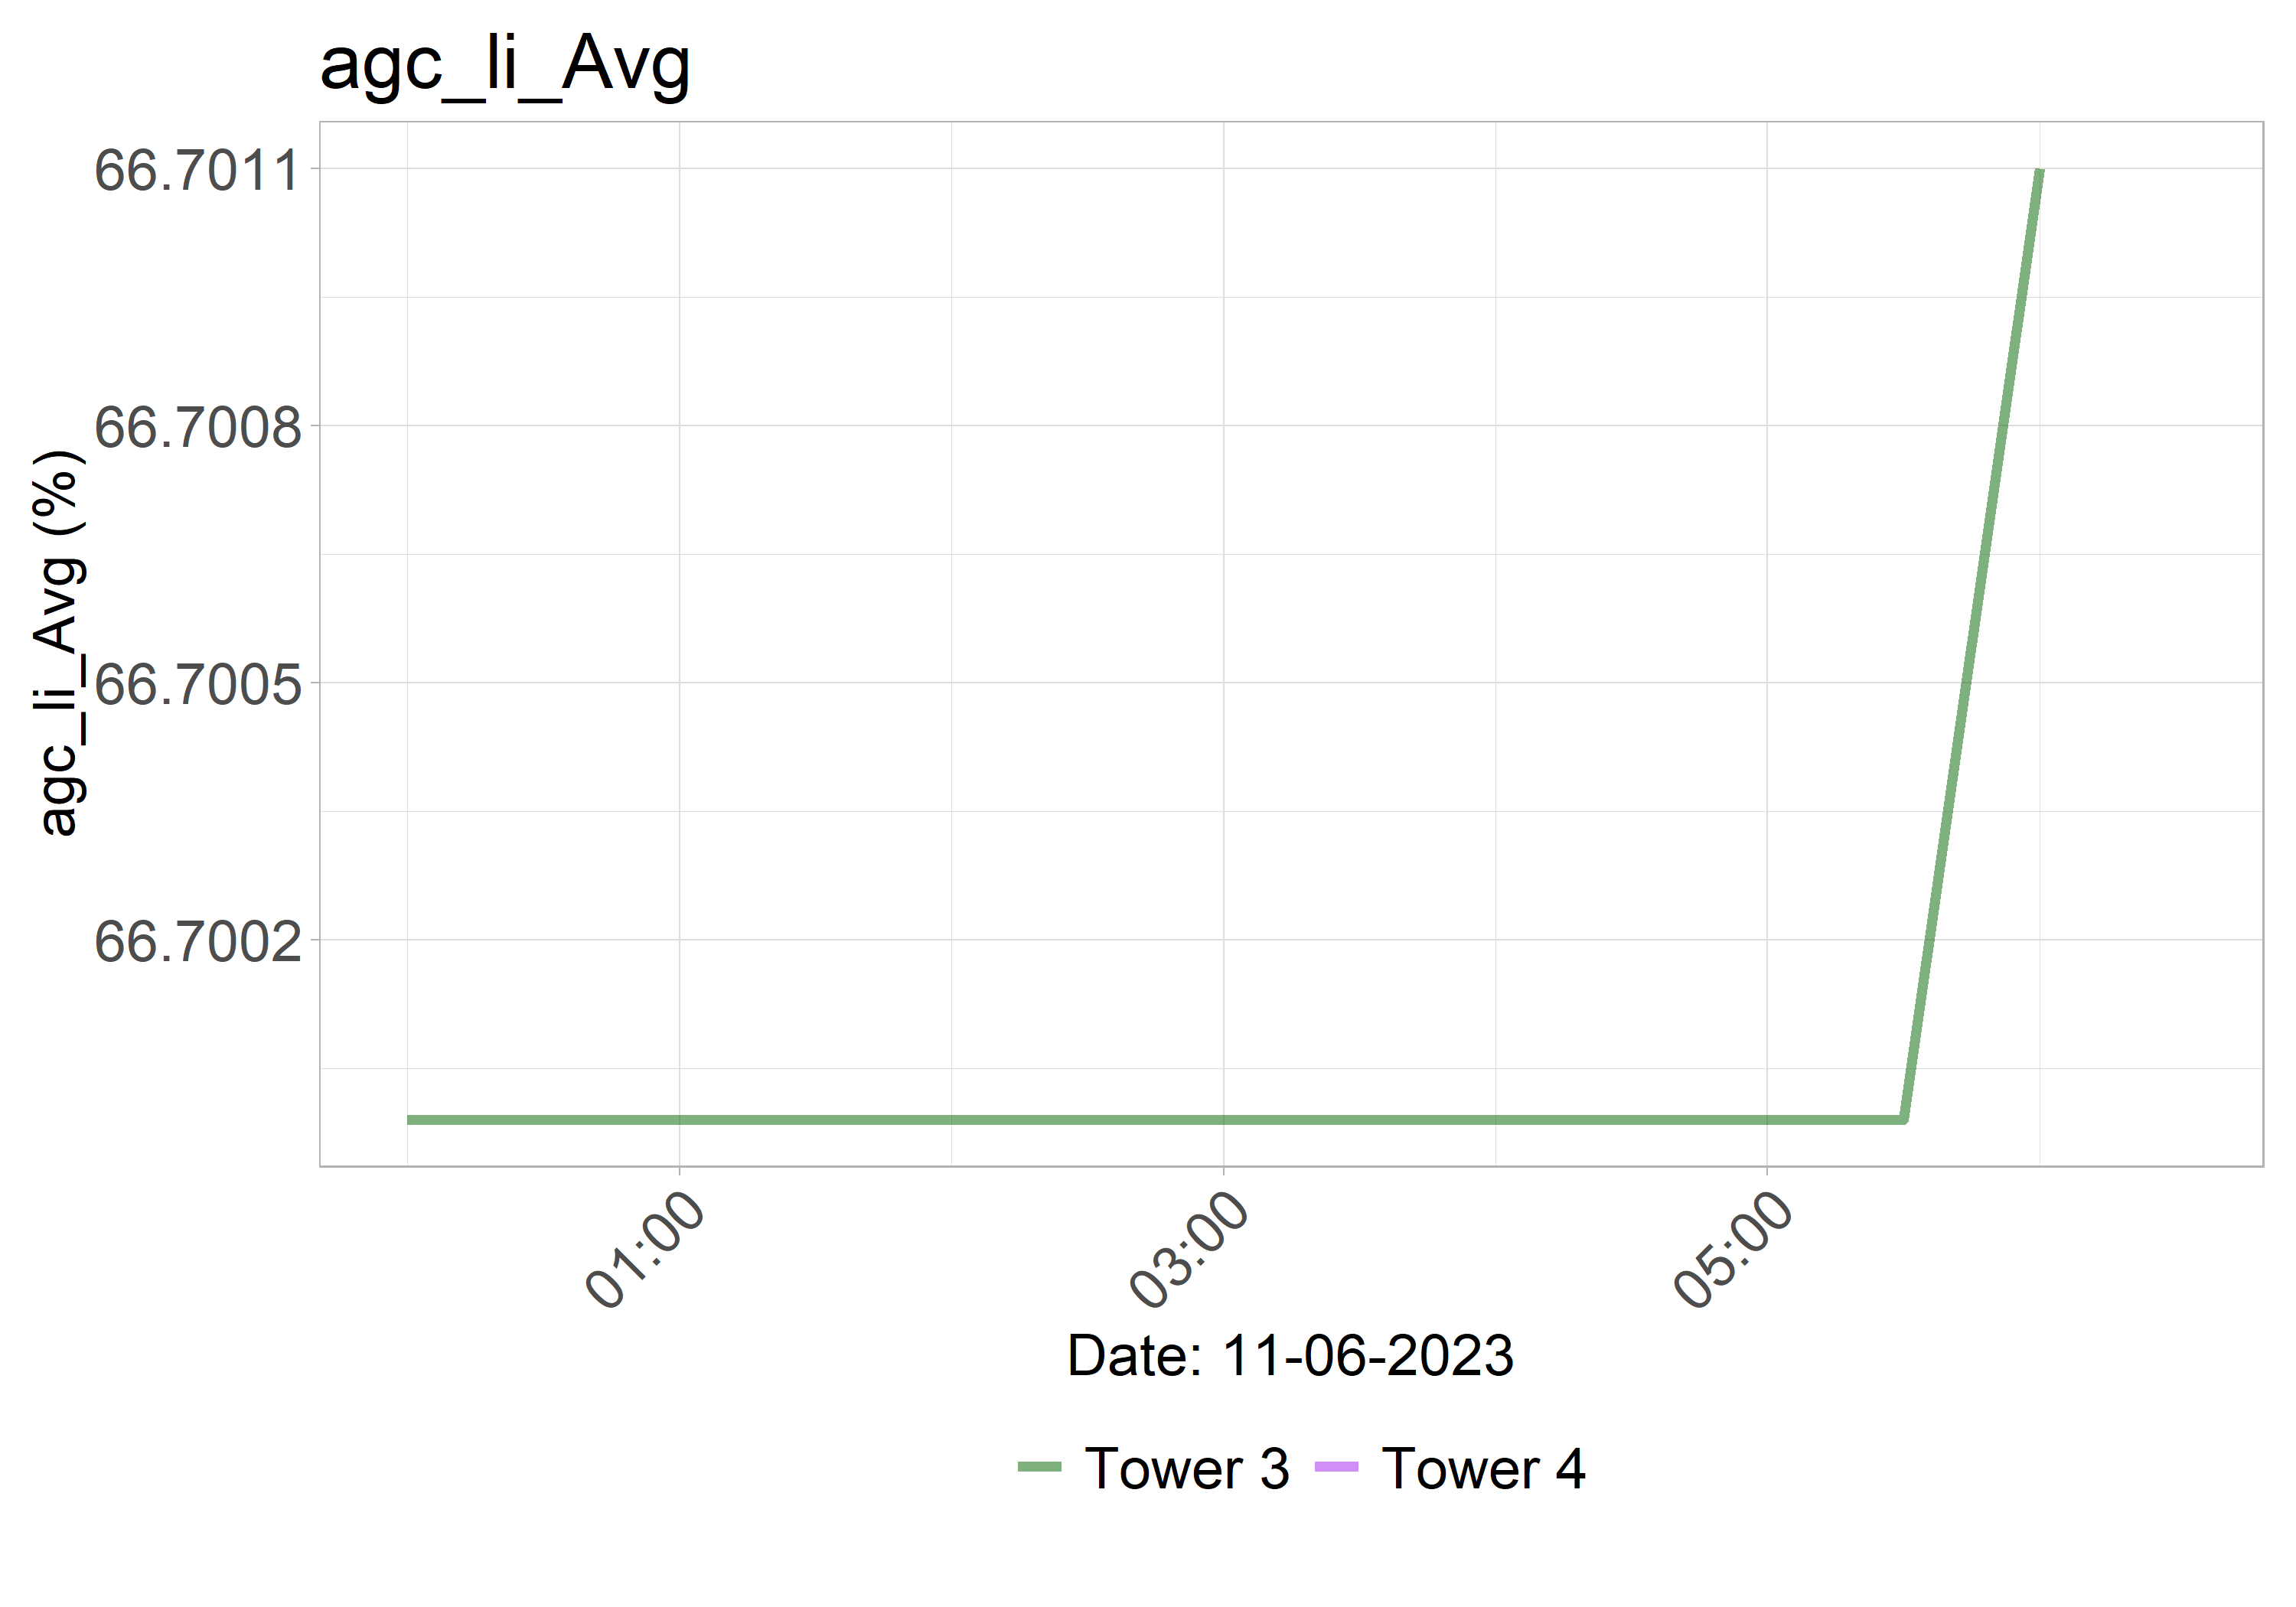 agc_li_Avg
66.7011
66.7008
66.7005
66.7002
agc_li_Avg (%)
01:00
03:00
05:00
Date: 11-06-2023
Tower 3
Tower 4